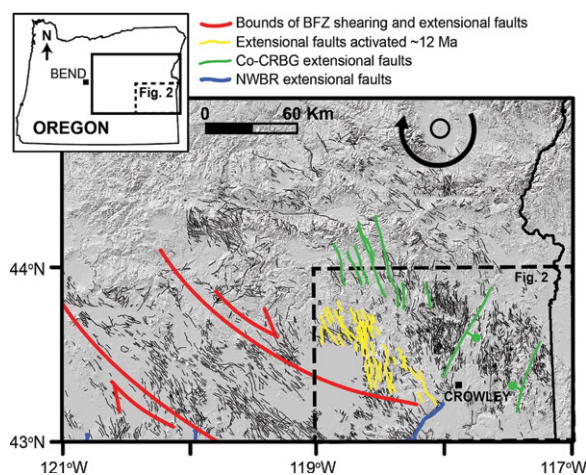 N
BEND
Fig. 2
OREGON
Bounds of BFZ shearing and extensional faults
Extensional faults activated ~12 Ma
Co-CRBG extensional faults
NWBR extensional faults
0 60 Km
44°N
Fig. 2
CROWLEY
43°N
121°W 119°W 117°W